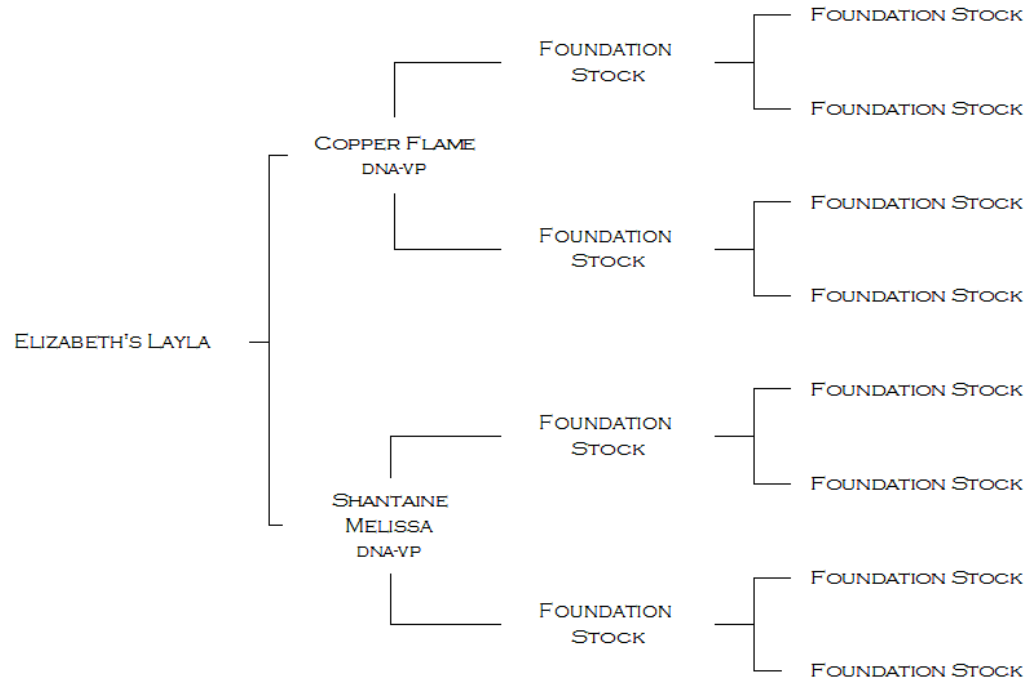 Foundation Stock
Foundation
Stock
Foundation Stock
Copper Flame
DNA-VP
Foundation Stock
Foundation
Stock
Foundation Stock
Elizabeth's Layla
Foundation Stock
Foundation
Stock
Foundation Stock
Shantaine
Melissa
DNA-VP
Foundation Stock
Foundation
Stock
Foundation Stock